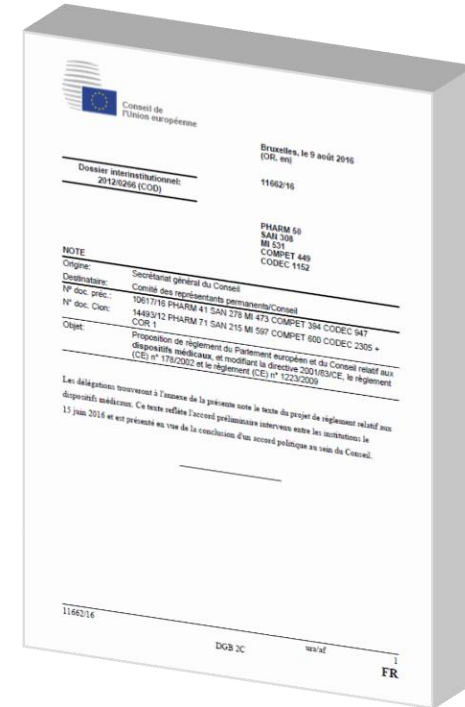 Conseil de
l'Union européenne
Bruxelles, le 9 août 2016
(OR. en)
Dossier interinstitutionnel:
2012/0266 (COD)
11662/16
PHARM 50
SAN 308
MI 531
COMPET 449
CODEC 1152
NOTE
Origine: Secrétariat général du Conseil
Destinataire: Comité des représentants permanents/Conseil
N° doc. préc.: 10617/16 PHARM 41 SAN 278 MI 473 COMPET 394 CODEC 947
N° doc. Cion: 14493/12 PHARM 71 SAN 215 MI 597 COMPET 600 CODEC 2305 +
COR 1
Objet: Proposition de règlement du Parlement européen et du Conseil relatif aux
dispositifs médicaux, et modifiant la directive 2001/83/CE, le règlement
(CE) n° 178/2002 et le règlement (CE) n° 1223/2009
Les délégations trouveront à l'annexe de la présente note le texte du projet de règlement relatif aux
dispositifs médicaux. Ce texte reflète l'accord préliminaire intervenu entre les institutions le
15 juin 2016 et est présenté en vue de la conclusion d'un accord politique au sein du Conseil.
11662/16 ura/af 1
DGB 2C FR